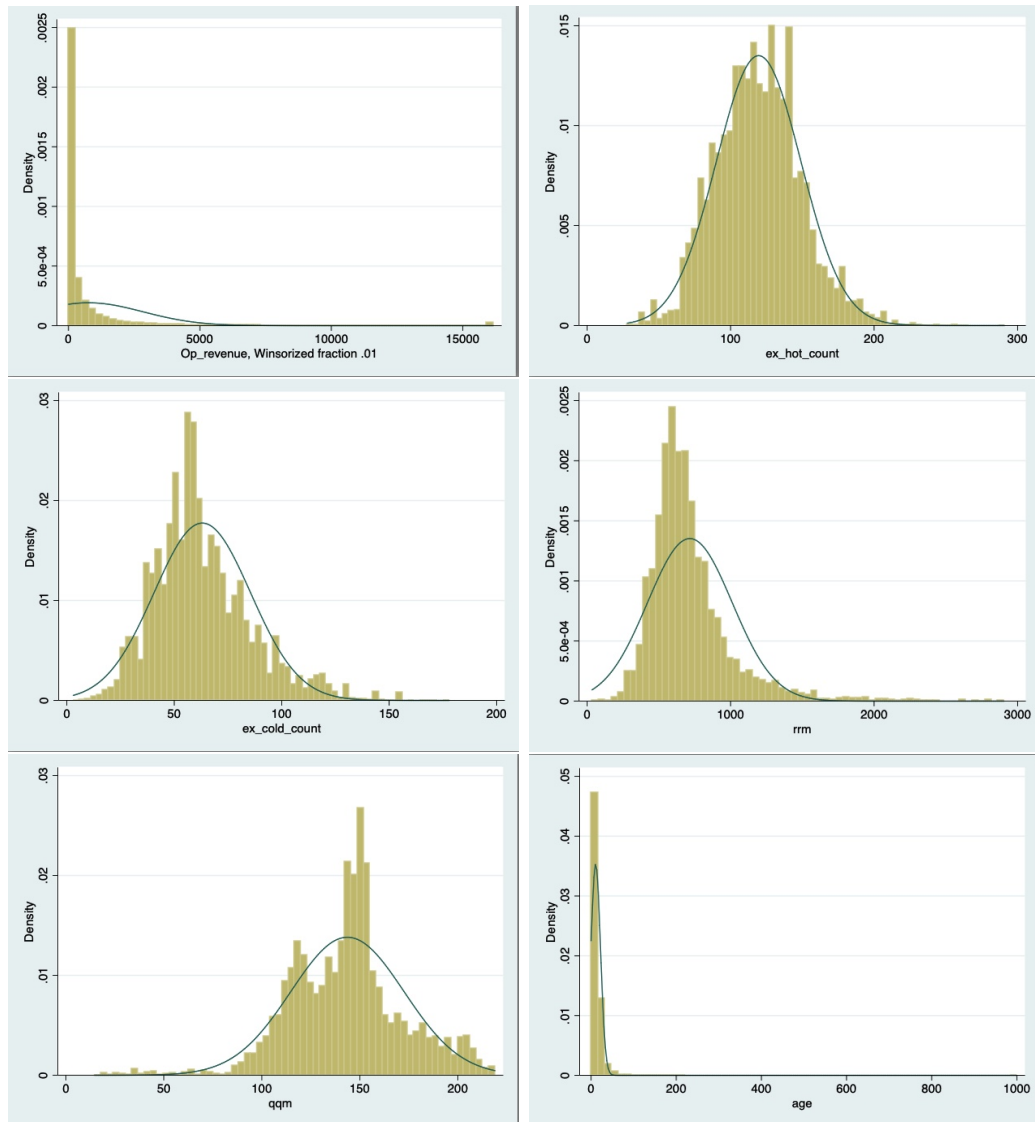 .0025
.002
.0015
.001
5.0e-04
0
Density
0 5000 10000 15000
Op_revenue, Winsorized fraction .01
.015
.01
.005
0
Density
0 100 200 300
ex_hot_count
.03
.02
.01
0
Density
0 50 100 150 200
ex_cold_count
.0025
.002
.0015
.001
5.0e-04
0
Density
0 1000 2000 3000
rrm
.03
.02
.01
0
Density
0 50 100 150 200
qqm
.05
.04
.03
.02
.01
0
Density
0 200 400 600 800 1000
age